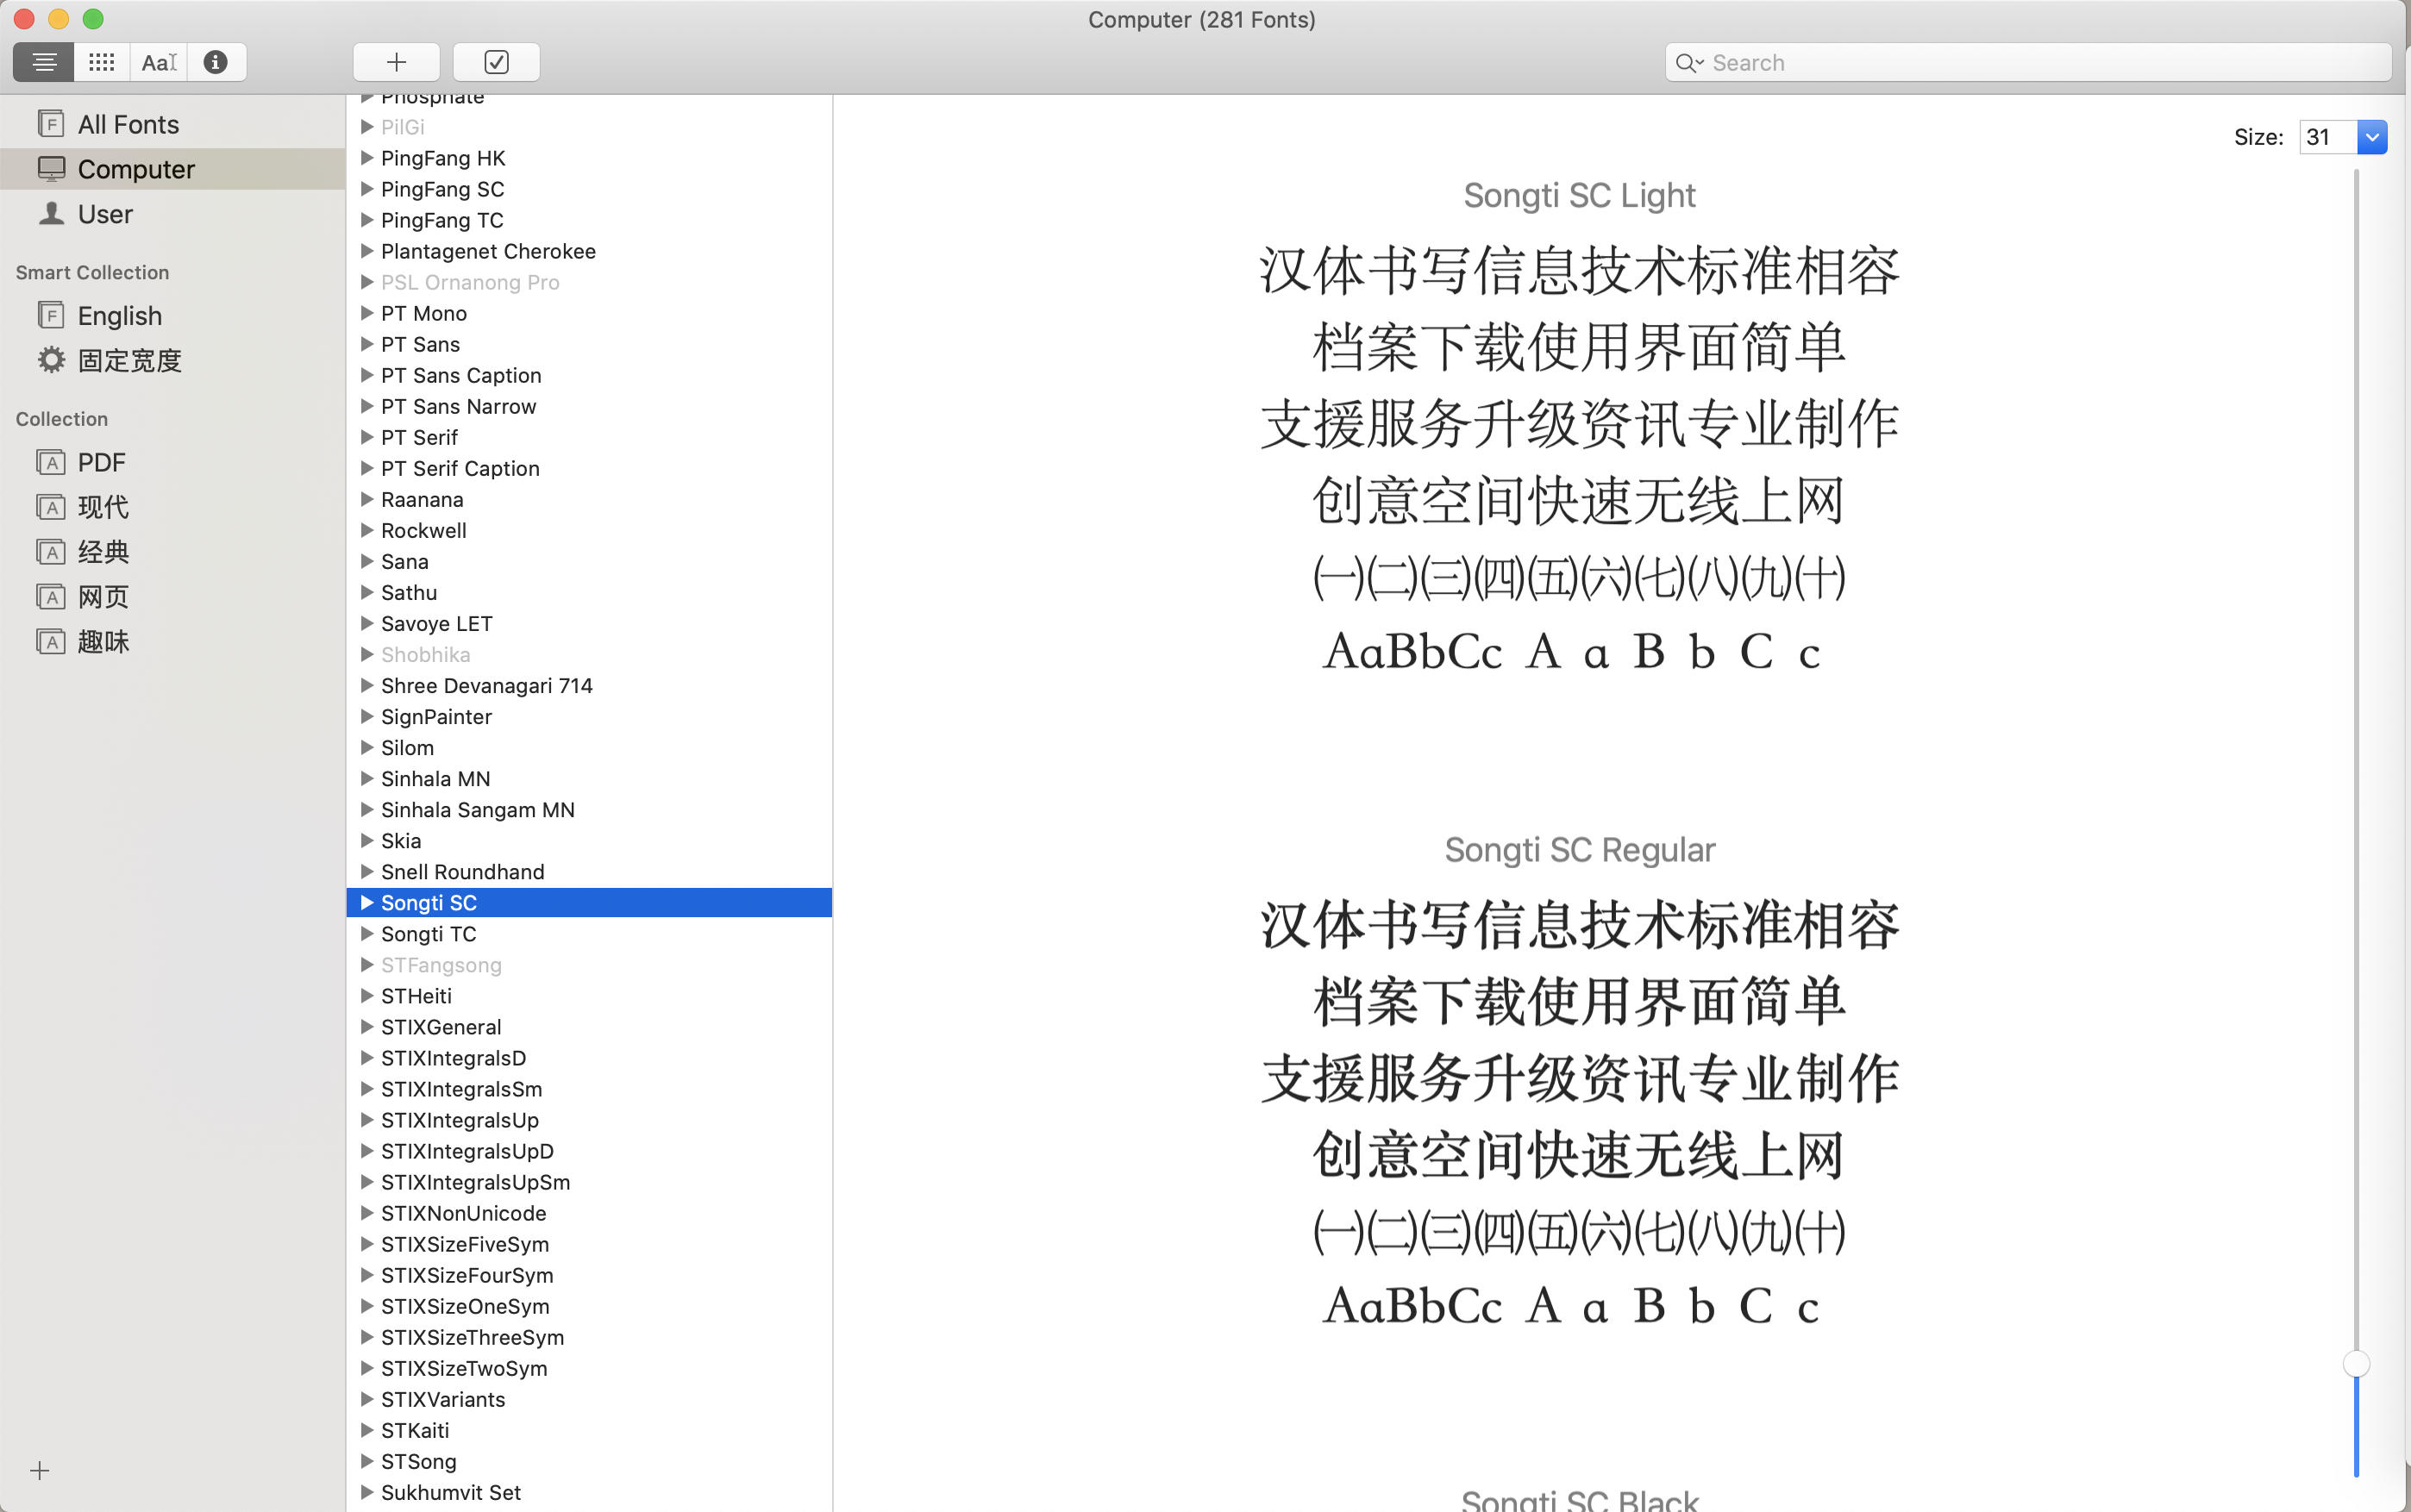 Computer (281 Fonts)
Aa
Search
All Fonts
Computer
User
Smart Collection
English
固定宽度
Collection
PDF
现代
经典
网页
趣味
Phosphate
PilGi
PingFang HK
PingFang SC
PingFang TC
Plantagenet Cherokee
PSL Ornanong Pro
PT Mono
PT Sans
PT Sans Caption
PT Sans Narrow
PT Serif
PT Serif Caption
Raanana
Rockwell
Sana
Sathu
Savoye LET
Shobhika
Shree Devanagari 714
SignPainter
Silom
Sinhala MN
Sinhala Sangam MN
Skia
Snell Roundhand
Songti SC
Songti TC
STFangsong
STHeiti
STIXGeneral
STIXIntegralsD
STIXIntegralsSm
STIXIntegralsUp
STIXIntegralsUpD
STIXIntegralsUpSm
STIXNonUnicode
STIXSizeFiveSym
STIXSizeFourSym
STIXSizeOneSym
STIXSizeThreeSym
STIXSizeTwoSym
STIXVariants
STKaiti
STSong
Sukhumvit Set
Size: 31
Songti SC Light
汉体书写信息技术标准相容
档案下载使用界面简单
支援服务升级资讯专业制作
创意空间快速无线上网
㈠㈡㈢㈣㈤㈥㈦㈧㈨㈩
AaBbCc A a B b C c
Songti SC Regular
汉体书写信息技术标准相容
档案下载使用界面简单
支援服务升级资讯专业制作
创意空间快速无线上网
㈠㈡㈢㈣㈤㈥㈦㈧㈨㈩
AaBbCc A a B b C c
Songti SC Black